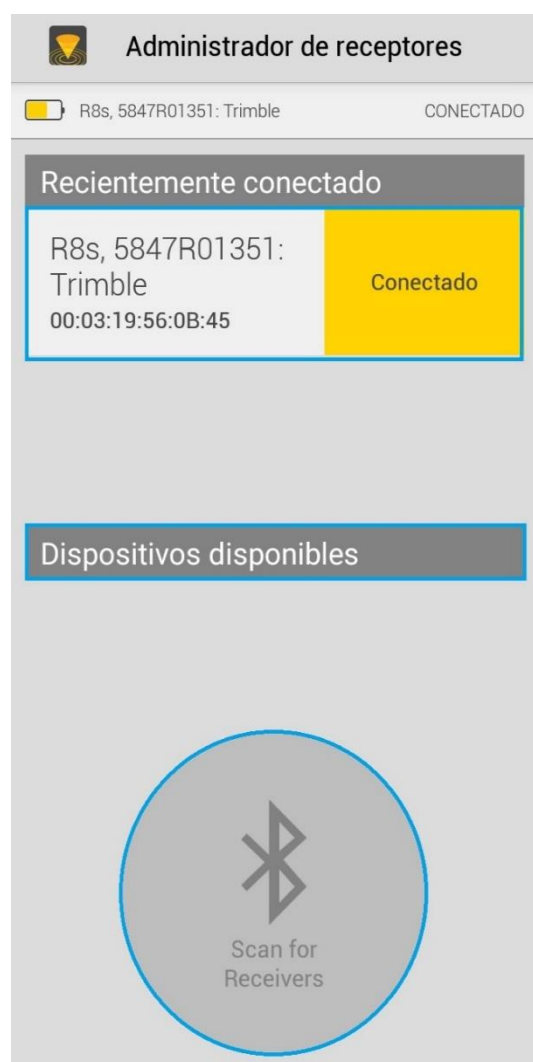 Administrador de receptores
R8s, 5847R01351: Trimble CONECTADO
Recientemente conectado
R8s, 5847R01351:
Trimble
00:03:19:56:0B:45
Conectado
Dispositivos disponibles
Scan for
Receivers